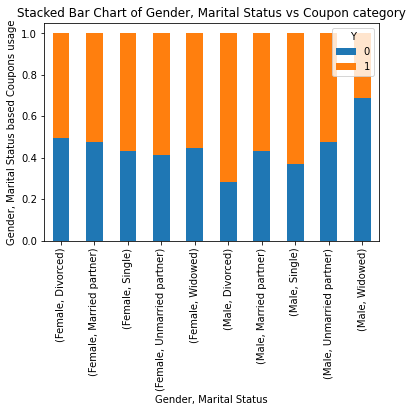 Stacked Bar Chart of Gender, Marital Status vs Coupon category
Gender, Marital Status based Coupons usage
1.0
0.8
0.6
0.4
0.2
0.0
Y
0
1
(Female, Divorced)
(Female, Married partner)
(Female, Single)
(Female, Unmarried partner)
(Female, Widowed)
(Male, Divorced)
(Male, Married partner)
(Male, Single)
(Male, Unmarried partner)
(Male, Widowed)
Gender, Marital Status